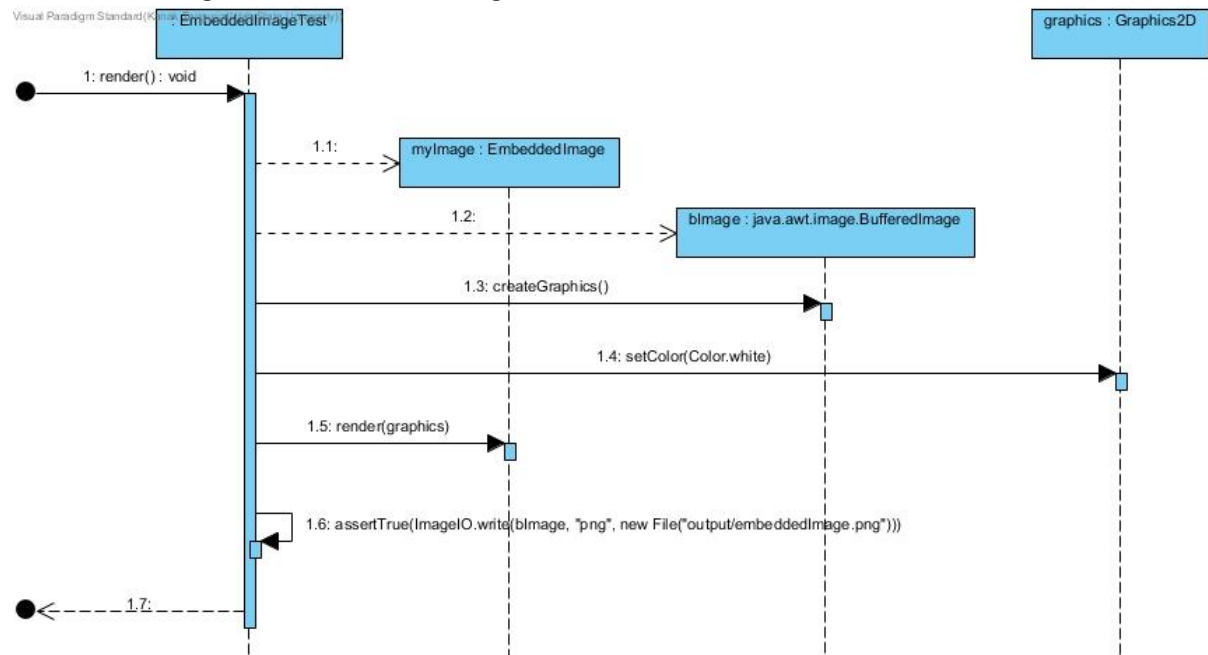 Visual Paradigm Standard(K
: EmbeddedImageTest
graphics : Graphics2D
1: render() : void
1.1:
myImage : EmbeddedImage
1.2:
bImage : java.awt.image.BufferedImage
1.3: createGraphics()
1.4: setColor(Color.white)
1.5: render(graphics)
1.6: assertTrue(ImageIO.write(bImage, "png", new File("output/embeddedImage.png")))
1.7: